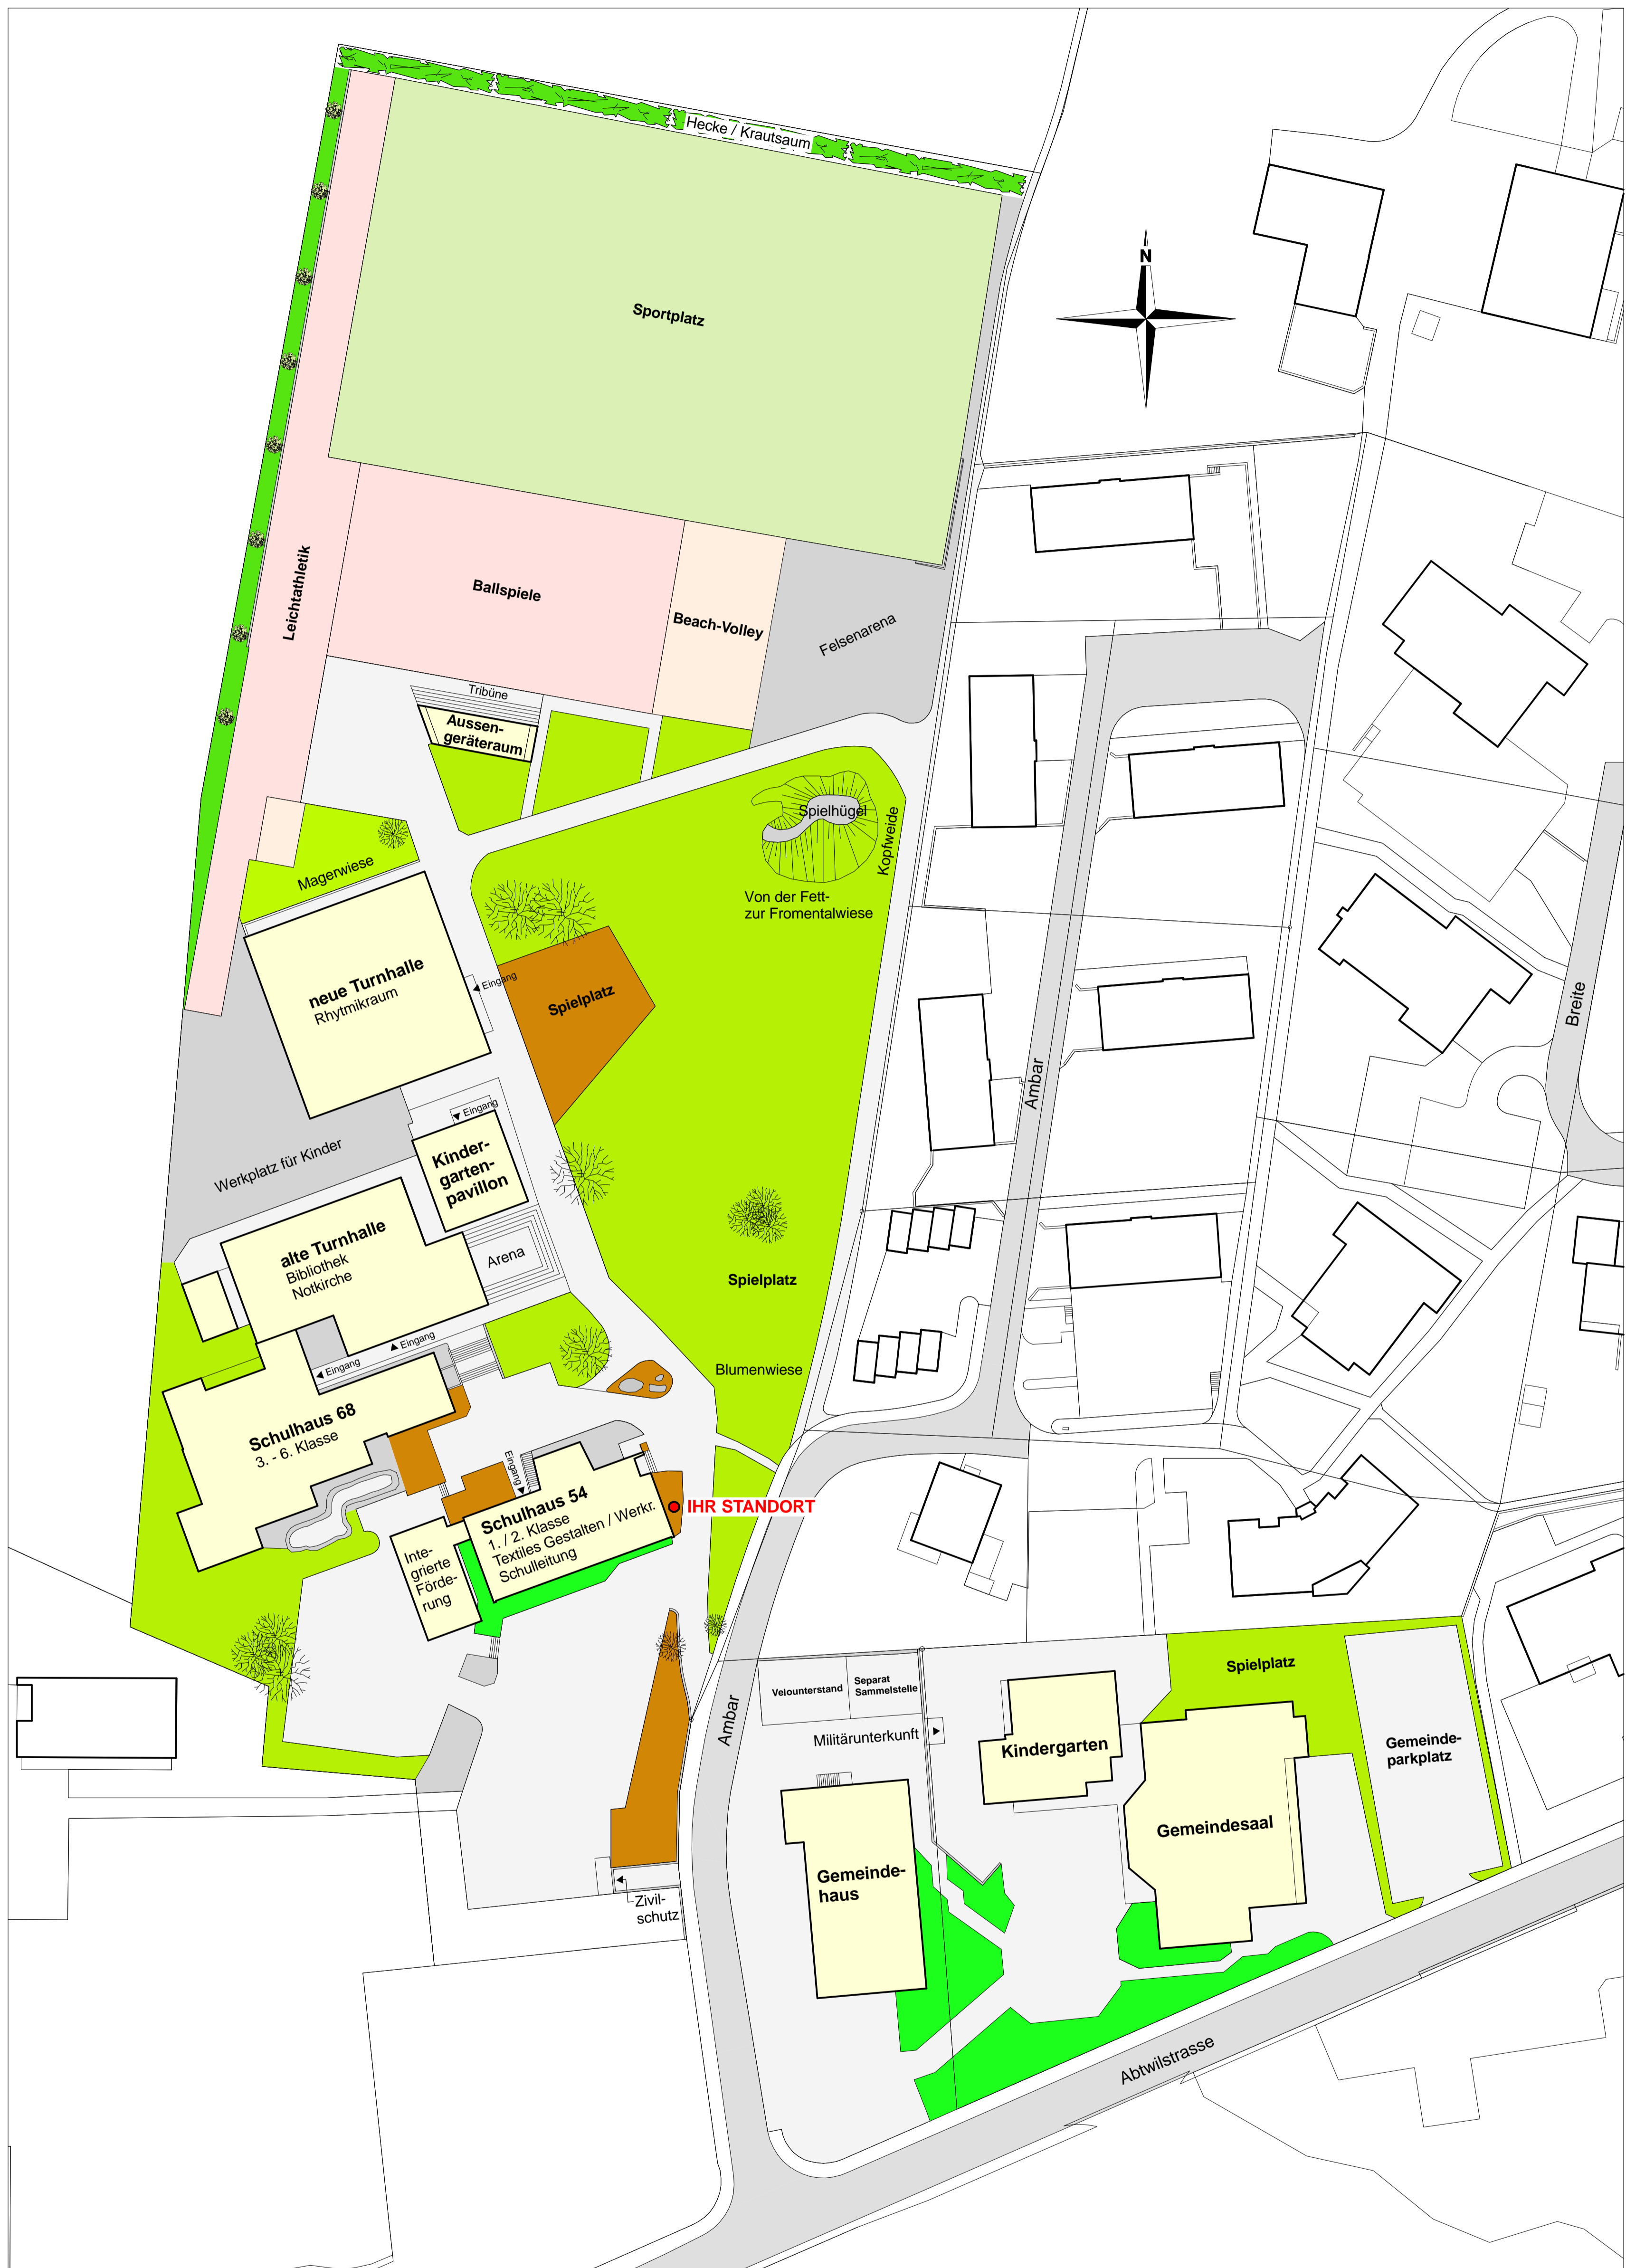 Hecke / Krautsaum
N
Sportplatz
Leichtathletik
Ballspiele
Beach-Volley
Felsenarena
Tribüne
Aussen-
geräteraum
Spielhügel
Kopfweide
Magerwiese
Von der Fett-
zur Fromentalwiese
neue Turnhalle
Rhytmikraum
Eingang
Spielplatz
Breite
Ambar
Eingang
Werkplatz für Kinder
Kinder-
garten-
pavillon
alte Turnhalle
Bibliothek
Notkirche
Arena
Spielplatz
Eingang
Eingang
Blumenwiese
Schulhaus 68
3. - 6. Klasse
Eingang
Schulhaus 54
1. / 2. Klasse
Textiles Gestalten / Werkr.
Schulleitung
IHR STANDORT
Inte-
grierte
Förde-
rung
Spielplatz
Velounterstand
Separat
Sammelstelle
Ambar
Militärunterkunft
Kindergarten
Gemeinde-
parkplatz
Gemeindesaal
Gemeinde-
haus
Zivil-
schutz
Abtwilstrasse